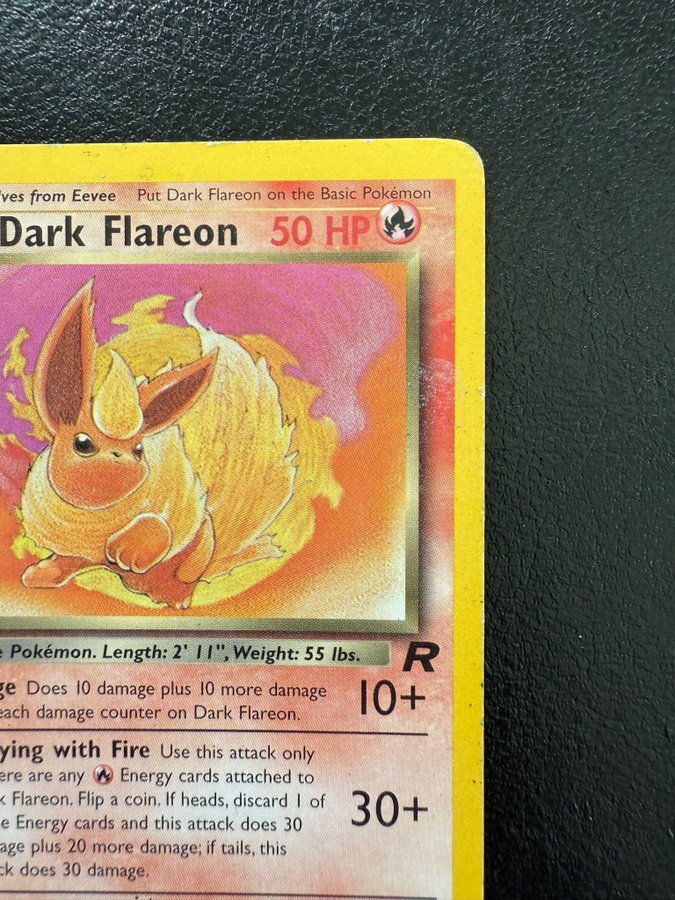 ves from Eevee Put Dark Flareon on the Basic Pokémon
Dark Flareon 50 HP
Pokémon. Length: 2' 11", Weight: 55 lbs.
R
ge Does 10 damage plus 10 more damage
each damage counter on Dark Flareon.
10+
ying with Fire Use this attack only
ere are any Energy cards attached to
k Flareon. Flip a coin. If heads, discard 1 of
se Energy cards and this attack does 30
age plus 20 more damage; if tails, this
ck does 30 damage.
30+